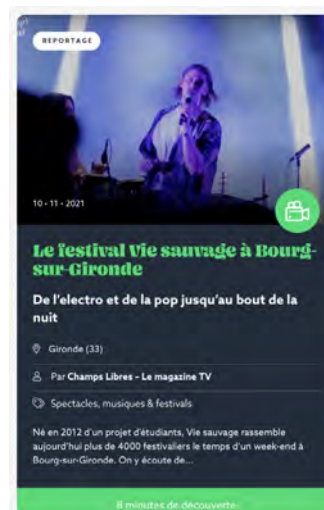 REPORTAGE
10 • 11 • 2021
Le festival Vie sauvage à Bourg-
sur-Gironde
De l'electro et de la pop jusqu'au bout de la
nuit
Gironde (33)
Par Champs Libres – Le magazine TV
Spectacles, musiques & festivals
Né en 2012 d'un projet d'étudiants, Vie sauvage rassemble
aujourd'hui plus de 4000 festivaliers le temps d'un week-end à
Bourg-sur-Gironde. On y écoute de...
8 minutes de découverte